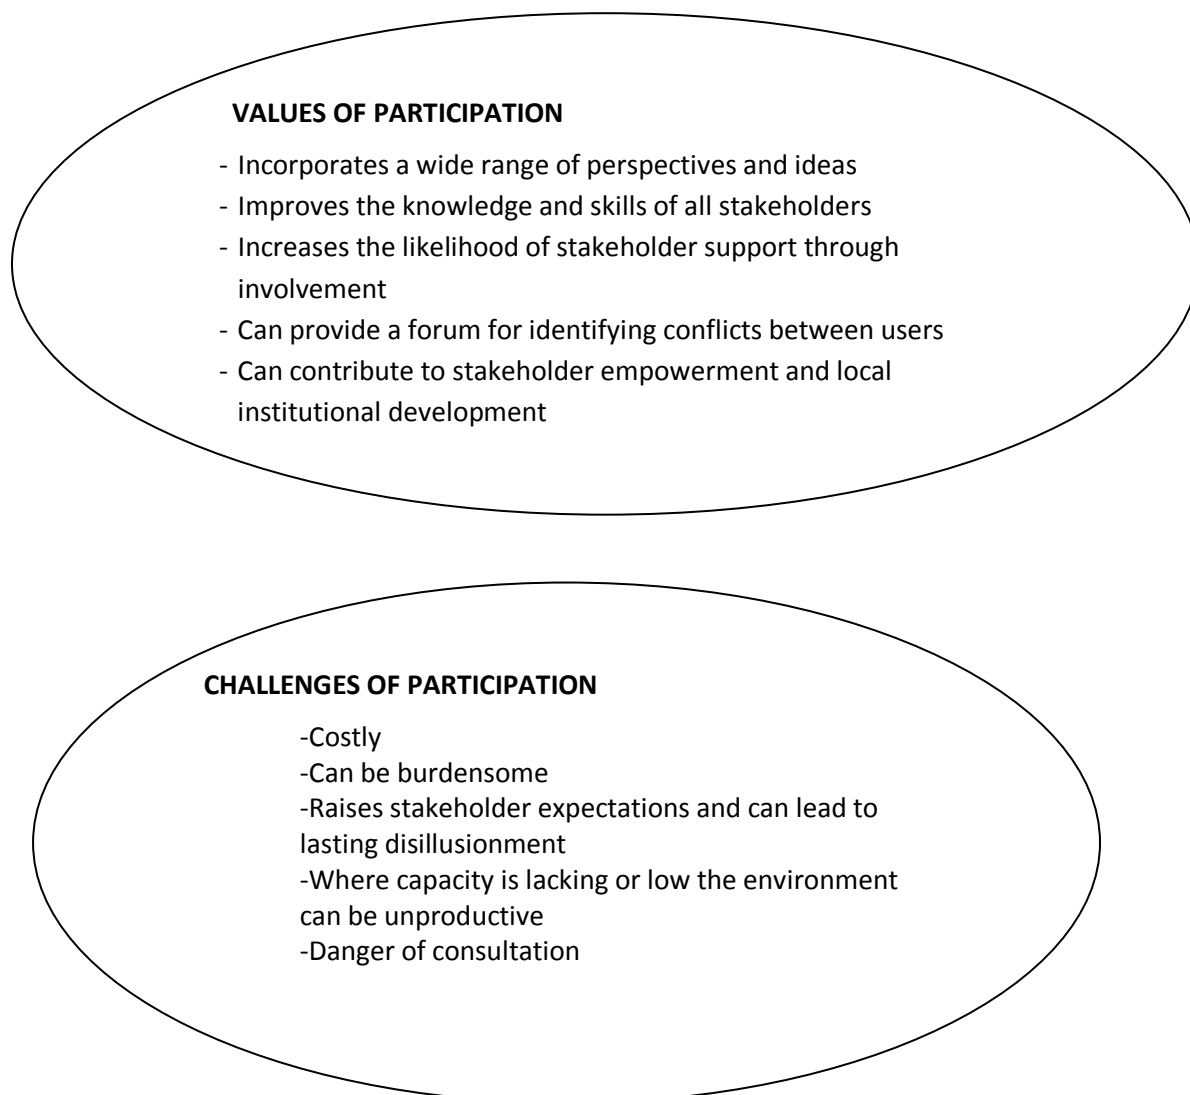 VALUES OF PARTICIPATION
- Incorporates a wide range of perspectives and ideas
- Improves the knowledge and skills of all stakeholders
- Increases the likelihood of stakeholder support through
involvement
- Can provide a forum for identifying conflicts between users
- Can contribute to stakeholder empowerment and local
institutional development
CHALLENGES OF PARTICIPATION
-Costly
-Can be burdensome
-Raises stakeholder expectations and can lead to
lasting disillusionment
-Where capacity is lacking or low the environment
can be unproductive
-Danger of consultation